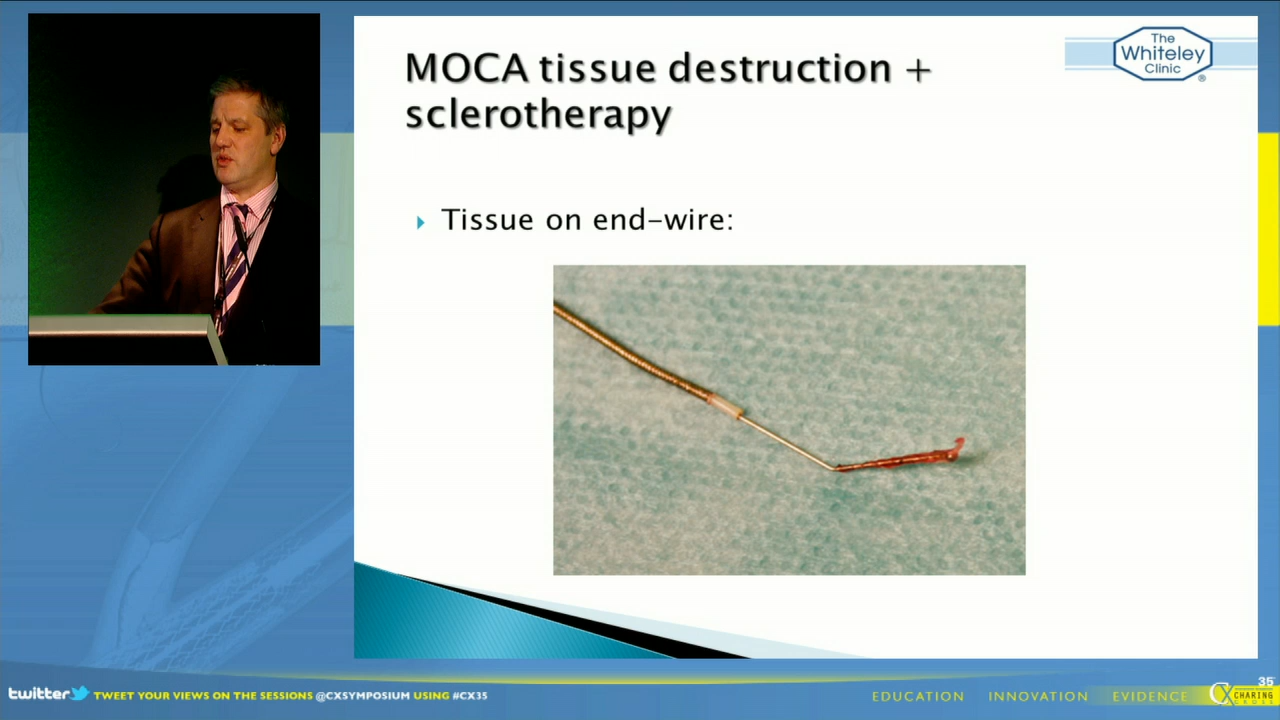 MOCA tissue destruction +
sclerotherapy
The
Whiteley
Clinic
®
Tissue on end-wire:
twitter TWEET YOUR VIEWS ON THE SESSIONS @CXSYMPOSIUM USING #CX35
EDUCATION INNOVATION EVIDENCE
35
CX CHARING
CROSS